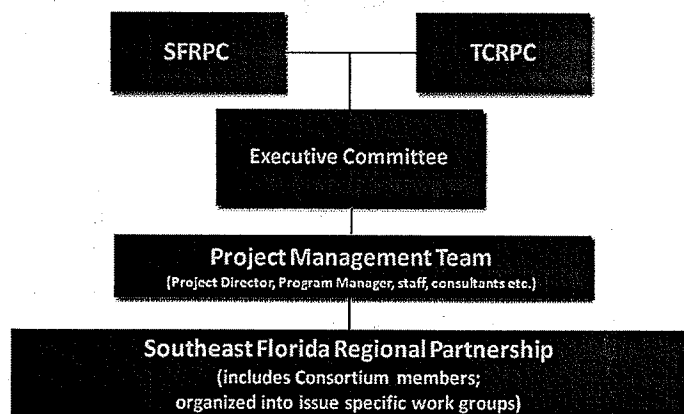 SFRPC
TCRPC
Executive Committee
Project Management Team
(Project Director, Program Manager, staff, consultants etc.)
Southeast Florida Regional Partnership
(includes Consortium members;
organized into issue specific work groups)